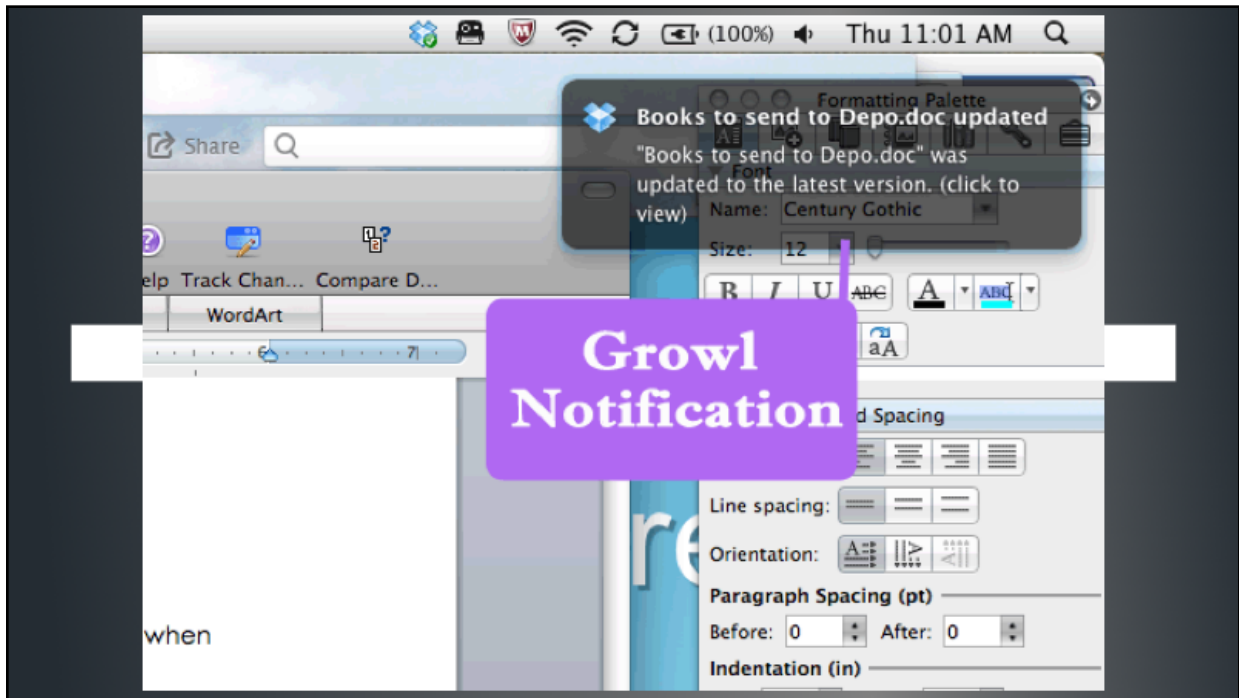 (100%) Thu 11:01 AM
Formatting Palette
Books to send to Depo.doc updated
"Books to send to Depo.doc" was
updated to the latest version. (click to
view)
Share
Font
Name: Century Gothic
Size: 12
elp Track Chan... Compare D...
B I U ABC A ABC
WordArt
6 7
aA
Growl
Notification
d Spacing
Line spacing:
Orientation:
Paragraph Spacing (pt)
when
Before: 0 After: 0
Indentation (in)